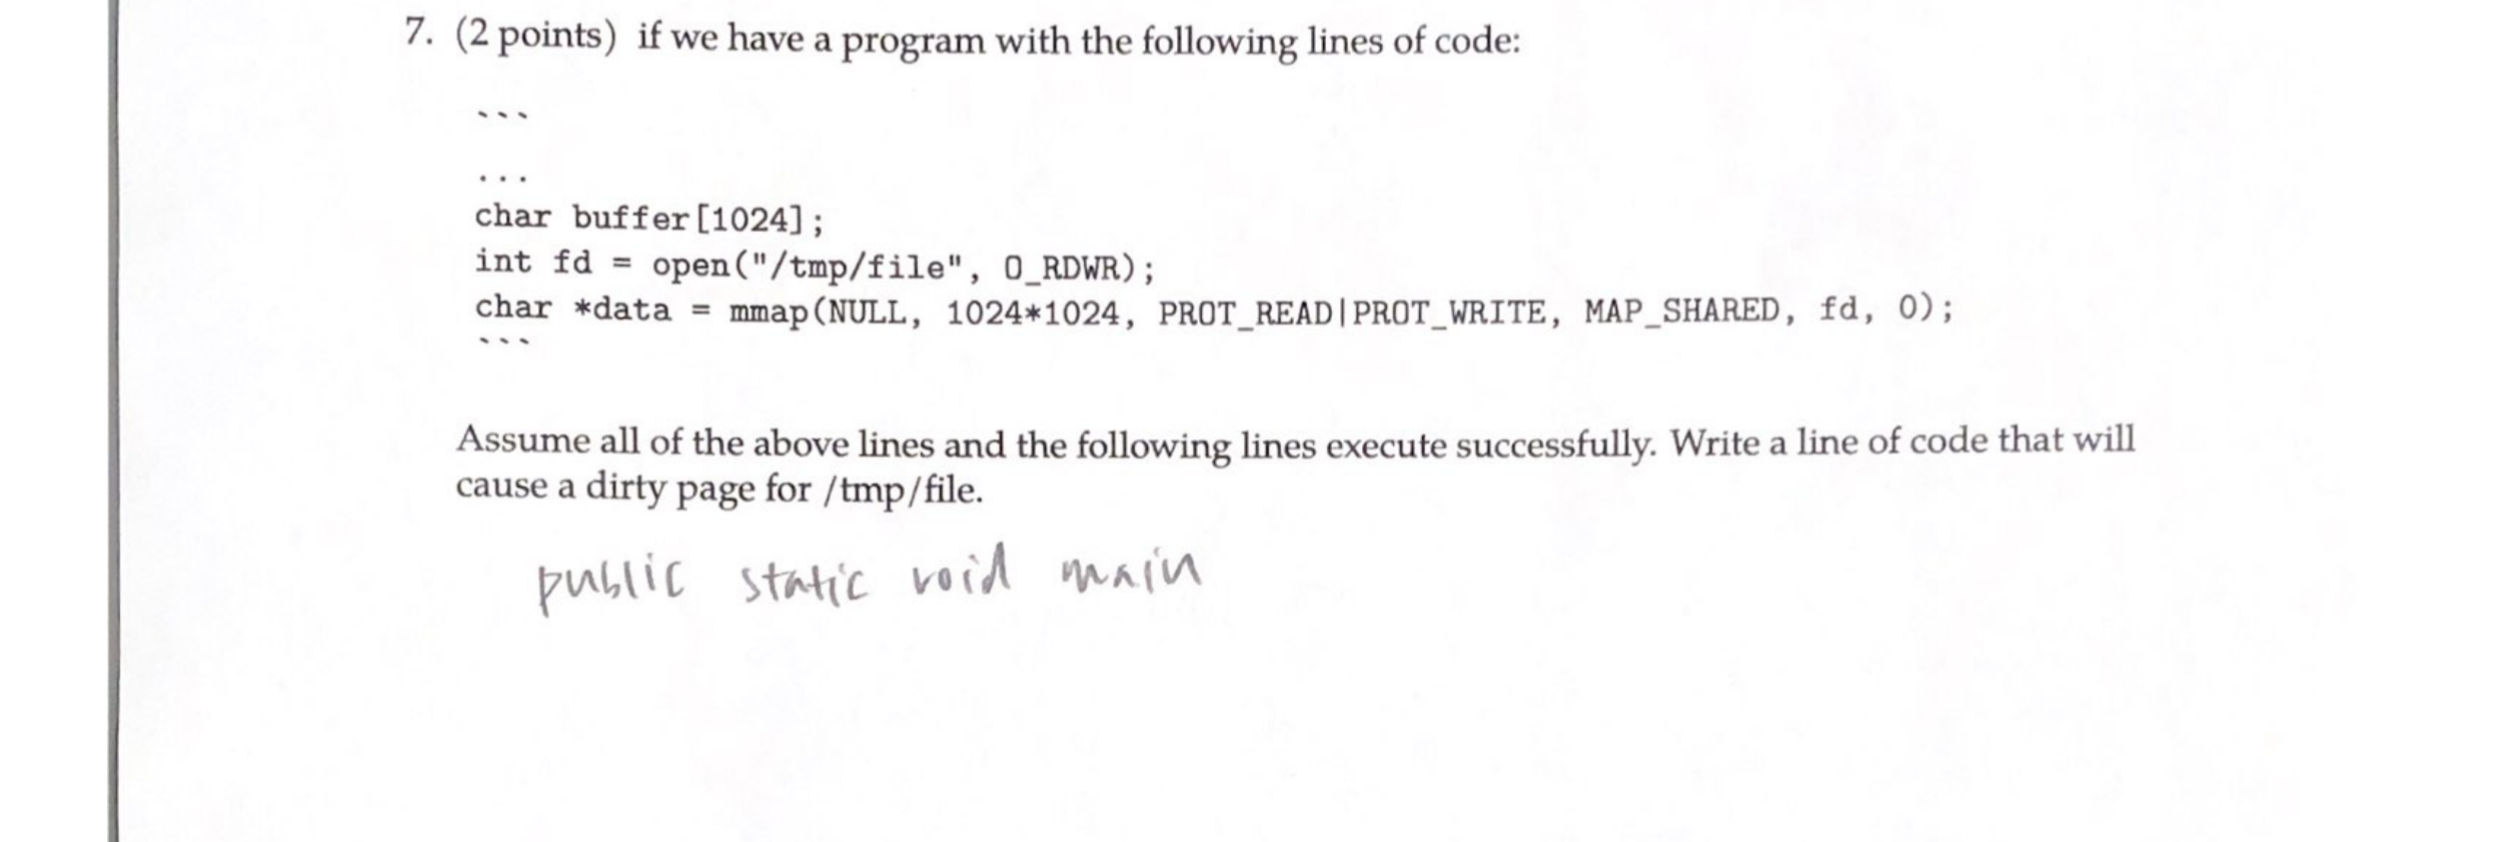 7. (2 points) if we have a program with the following lines of code:
```
...
char buffer[1024];
int fd = open("/tmp/file", O_RDWR);
char *data = mmap(NULL, 1024*1024, PROT_READ|PROT_WRITE, MAP_SHARED, fd, 0);
```
Assume all of the above lines and the following lines execute successfully. Write a line of code that will
cause a dirty page for /tmp/file.
public static void main